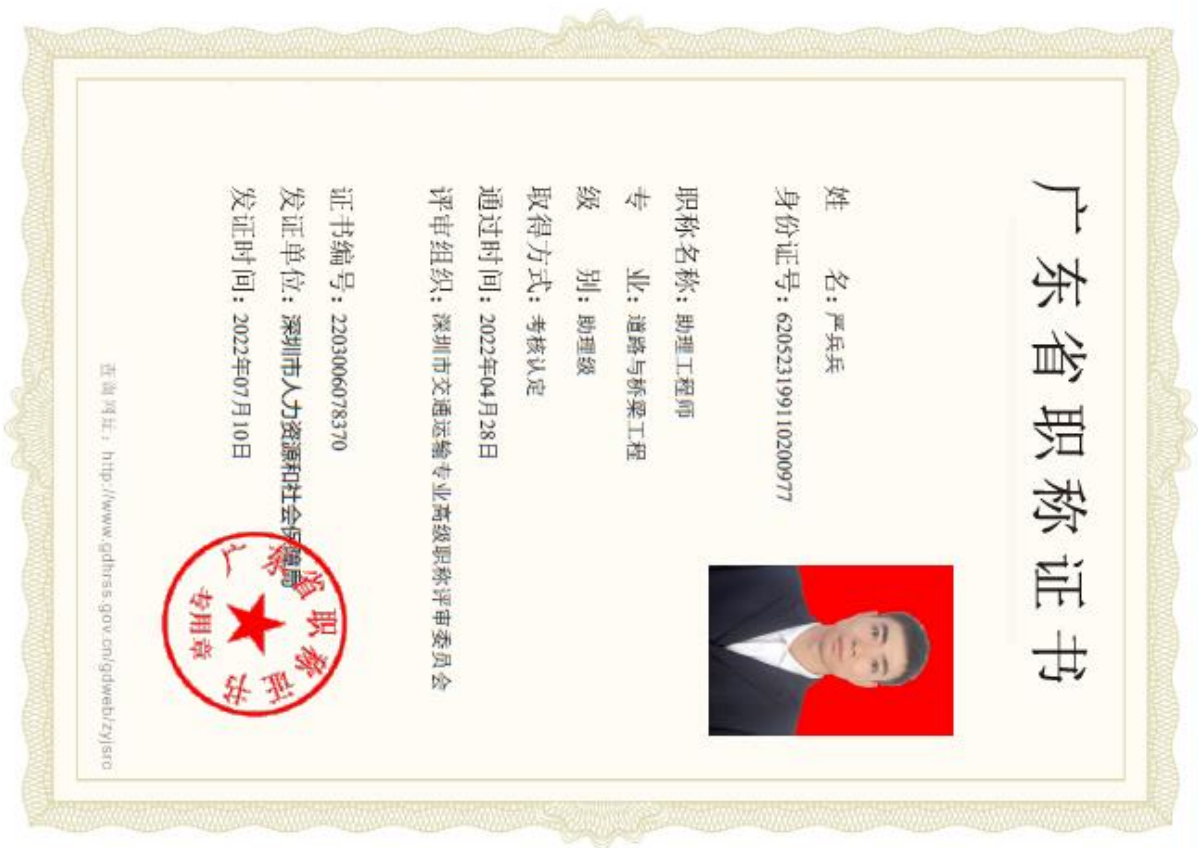 广东省职称证书
姓 名：严兵兵
身份证号：620523199110200977
职称名称：助理工程师
专 业：道路与桥梁工程
级 别：助理级
取得方式：考核认定
通过时间：2022年04月28日
评审组织：深圳市交通运输专业高级职称评审委员会
证书编号：2203006078370
发证单位：深圳市人力资源和社会保障局
发证时间：2022年07月10日
广东省职称证书
专用章
查询网址：http://www.gdhrss.gov.cn/gdweb/zyjsrc